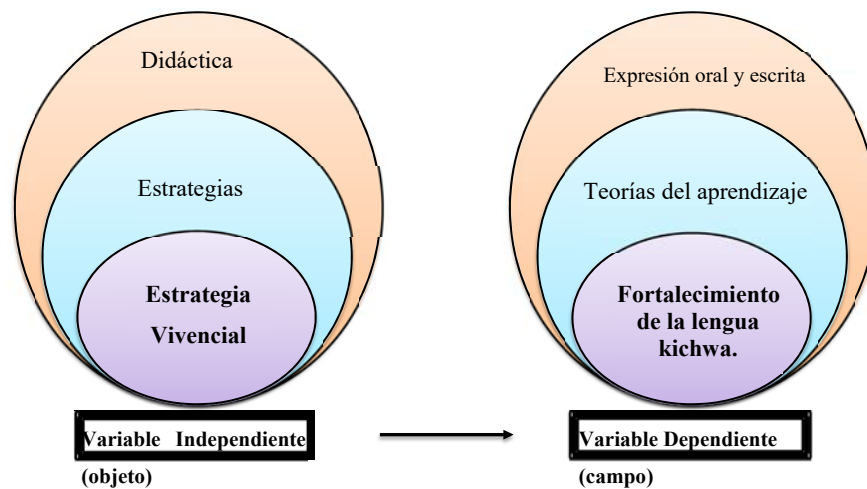 Didáctica
Estrategias
Estrategia
Vivencial
Variable Independiente
(objeto)
Expresión oral y escrita
Teorías del aprendizaje
Fortalecimiento
de la lengua
kichwa.
Variable Dependiente
(campo)